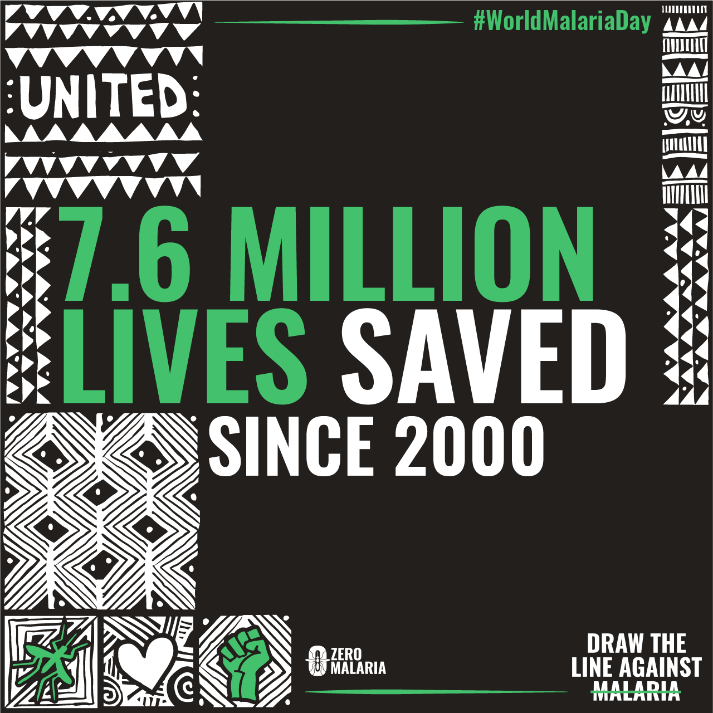 #WorldMalariaDay
UNITED
7.6 MILLION
LIVES SAVED
SINCE 2000
ZERO
MALARIA
DRAW THE
LINE AGAINST
MALARIA